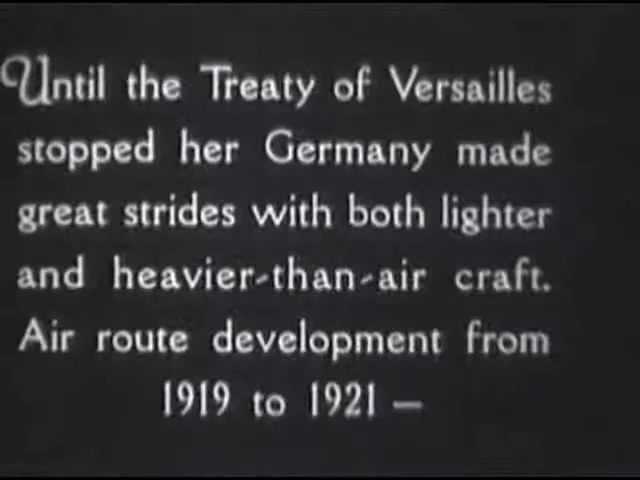 Until the Treaty of Versailles
stopped her Germany made
great strides with both lighter
and heavier-than-air craft.
Air route development from
1919 to 1921 —